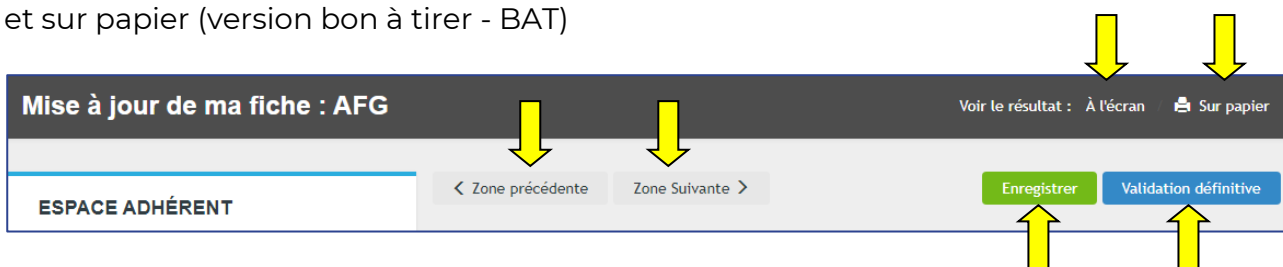 et sur papier (version bon à tirer - BAT)
Mise à jour de ma fiche : AFG
Voir le résultat : À l'écran / Sur papier
< Zone précédente Zone Suivante > Enregistrer Validation définitive
ESPACE ADHÉRENT